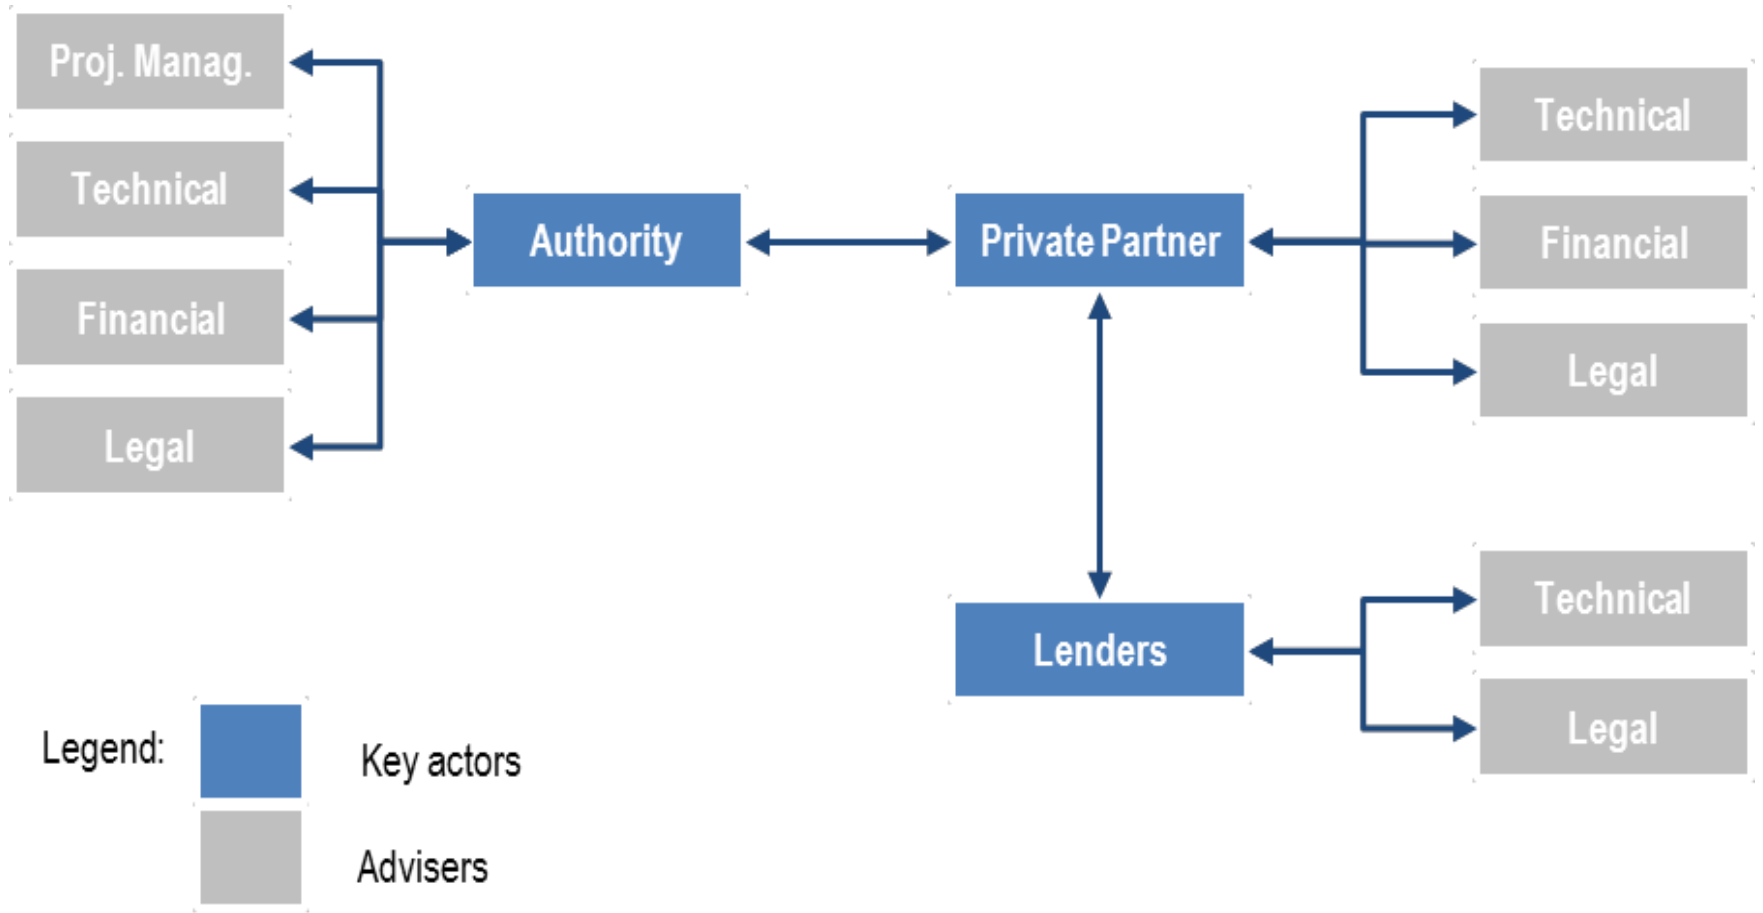 Proj. Manag.
Technical
Financial
Legal
Authority
Private Partner
Technical
Financial
Legal
Lenders
Technical
Legal
Legend:
Key actors
Advisers